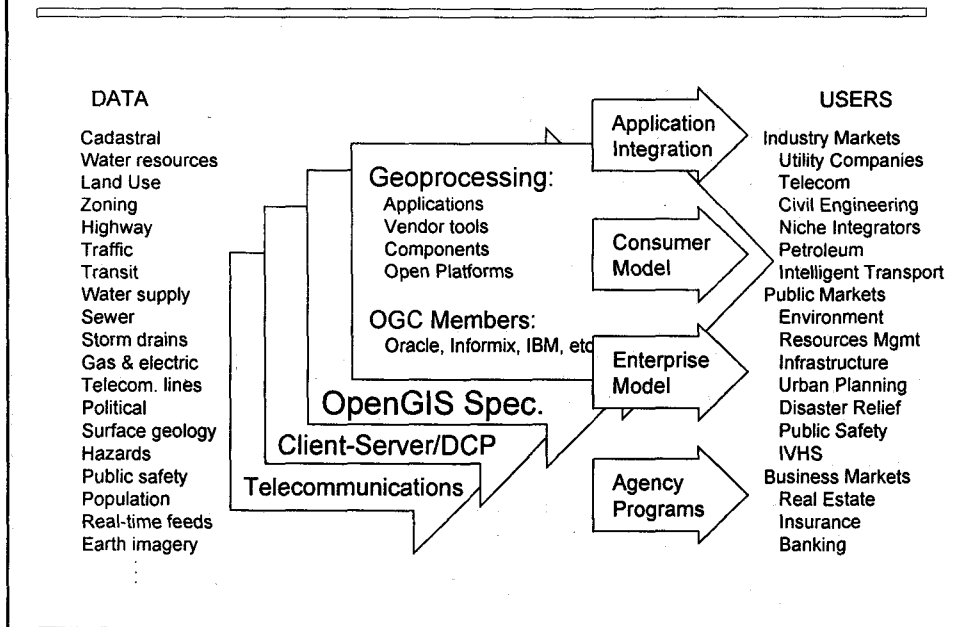 DATA
Cadastral
Water resources
Land Use
Zoning
Highway
Traffic
Transit
Water supply
Sewer
Storm drains
Gas & electric
Telecom. lines
Political
Surface geology
Hazards
Public safety
Population
Real-time feeds
Earth imagery
Geoprocessing:
Applications
Vendor tools
Components
Open Platforms
OGC Members:
Oracle, Informix, IBM, etc
OpenGIS Spec.
Client-Server/DCP
Telecommunications
Application
Integration
Consumer
Model
Enterprise
Model
Agency
Programs
USERS
Industry Markets
Utility Companies
Telecom
Civil Engineering
Niche Integrators
Petroleum
Intelligent Transport
Public Markets
Environment
Resources Mgmt
Infrastructure
Urban Planning
Disaster Relief
Public Safety
IVHS
Business Markets
Real Estate
Insurance
Banking